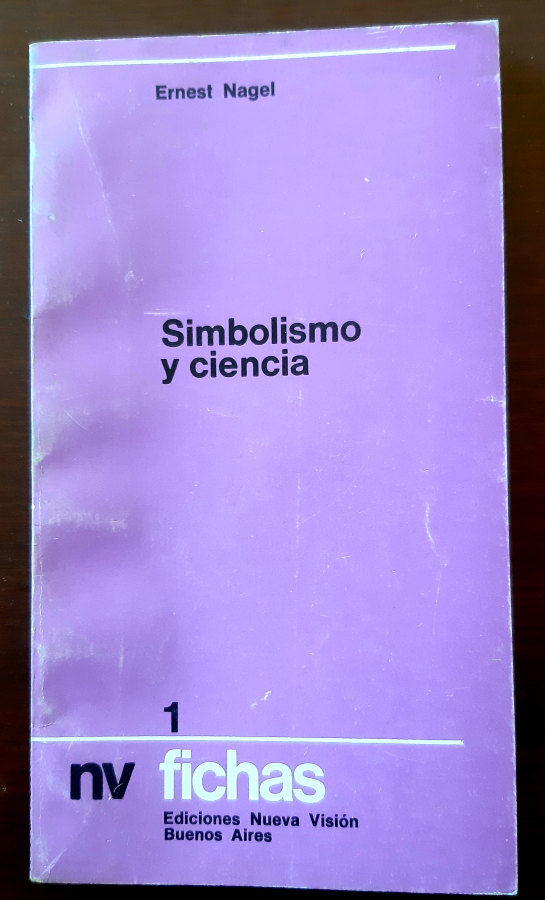 Ernest Nagel
Simbolismo
y ciencia
1
nv fichas
Ediciones Nueva Visión
Buenos Aires